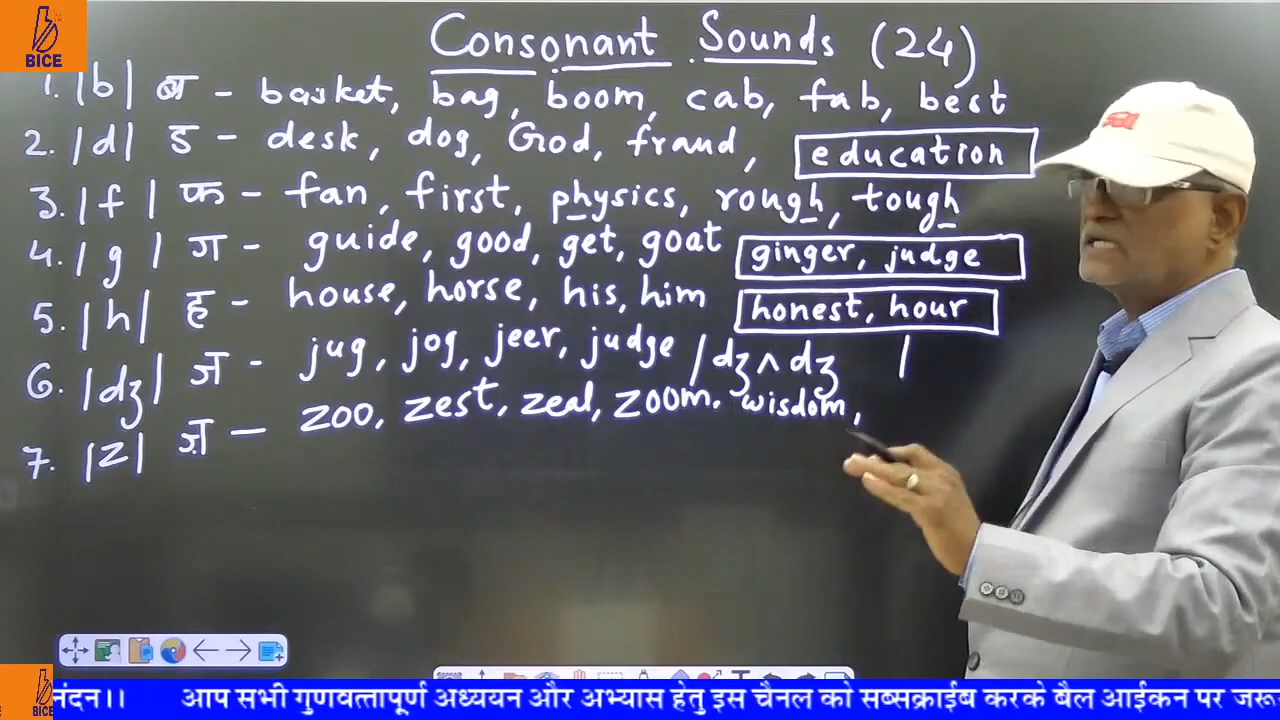 BICE
Consonant Sounds (24)
1. |b| ब - basket, bag, boom, cab, fab, best
2. |d| ड - desk, dog, God, fraud, education
3. |f| फ - fan, first, physics, rough, tough
4. |g| ग - guide, good, get, goat ginger, judge
5. |h| ह - house, horse, his, him honest, hour
6. |dʒ| ज - jug, jog, jeer, judge |dʒʌdʒ |
7. |z| ज़ - zoo, zest, zeal, zoom. wisdom,
BICE नंदन।। आप सभी गुणवत्तापूर्ण अध्ययन और अभ्यास हेतु इस चैनल को सब्सक्राईब करके बैल आईकन पर जरू